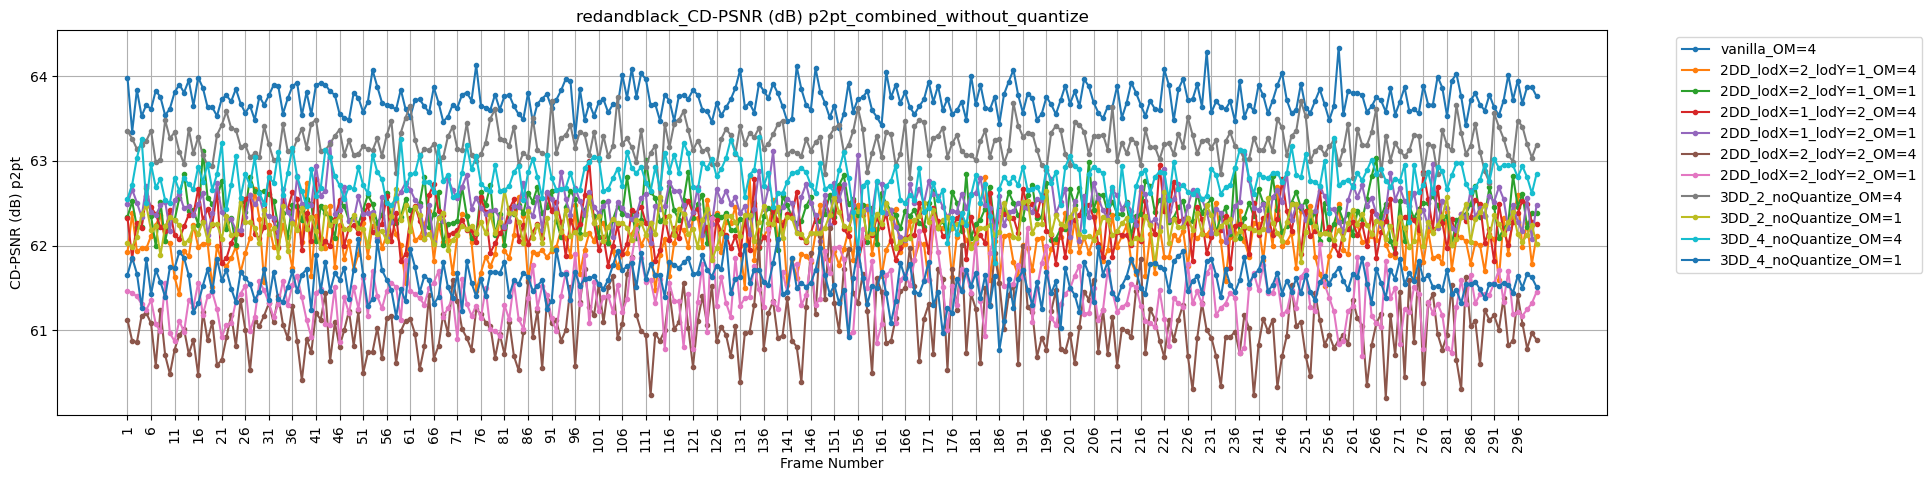 redandblack_CD-PSNR (dB) p2pt_combined_without_quantize
CD-PSNR (dB) p2pt
64
63
62
61
1 6 11 16 21 26 31 36 41 46 51 56 61 66 71 76 81 86 91 96 101 106 111 116 121 126 131 136 141 146 151 156 161 166 171 176 181 186 191 196 201 206 211 216 221 226 231 236 241 246 251 256 261 266 271 276 281 286 291 296
Frame Number
vanilla_OM=4
2DD_lodX=2_lodY=1_OM=4
2DD_lodX=2_lodY=1_OM=1
2DD_lodX=1_lodY=2_OM=4
2DD_lodX=1_lodY=2_OM=1
2DD_lodX=2_lodY=2_OM=4
2DD_lodX=2_lodY=2_OM=1
3DD_2_noQuantize_OM=4
3DD_2_noQuantize_OM=1
3DD_4_noQuantize_OM=4
3DD_4_noQuantize_OM=1